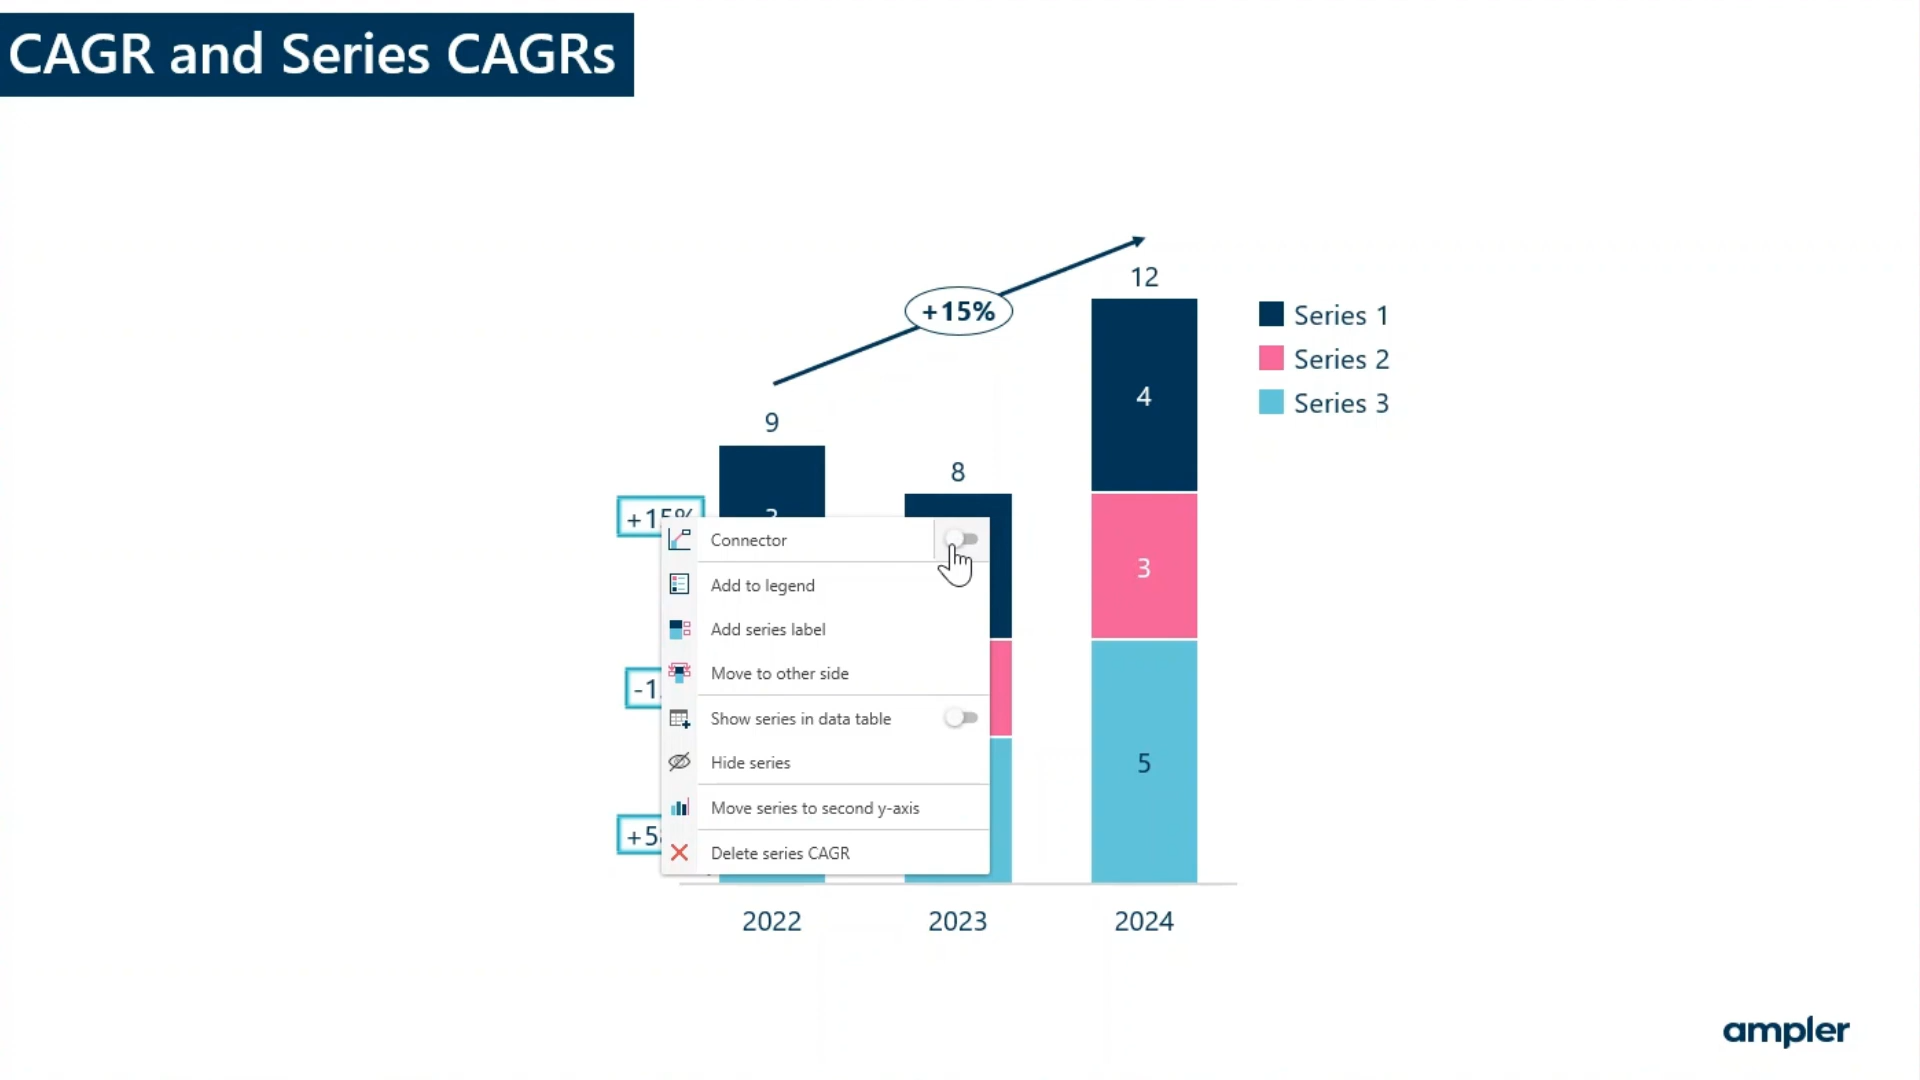 CAGR and Series CAGRs
12
+15%
Series 1
Series 2
Series 3
4
9
8
Connector
Add to legend
Add series label
Move to other side
Show series in data table
Hide series
Move series to second y-axis
Delete series CAGR
3
5
2022
2023
2024
ampler